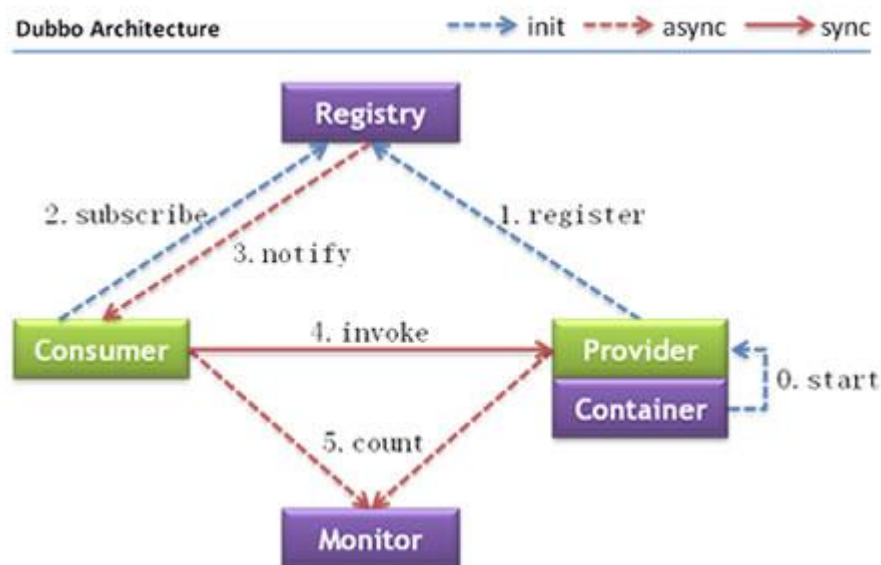 Dubbo Architecture
init
async
sync
Registry
2. subscribe
1. register
3. notify
Consumer
4. invoke
Provider
0. start
Container
5. count
Monitor